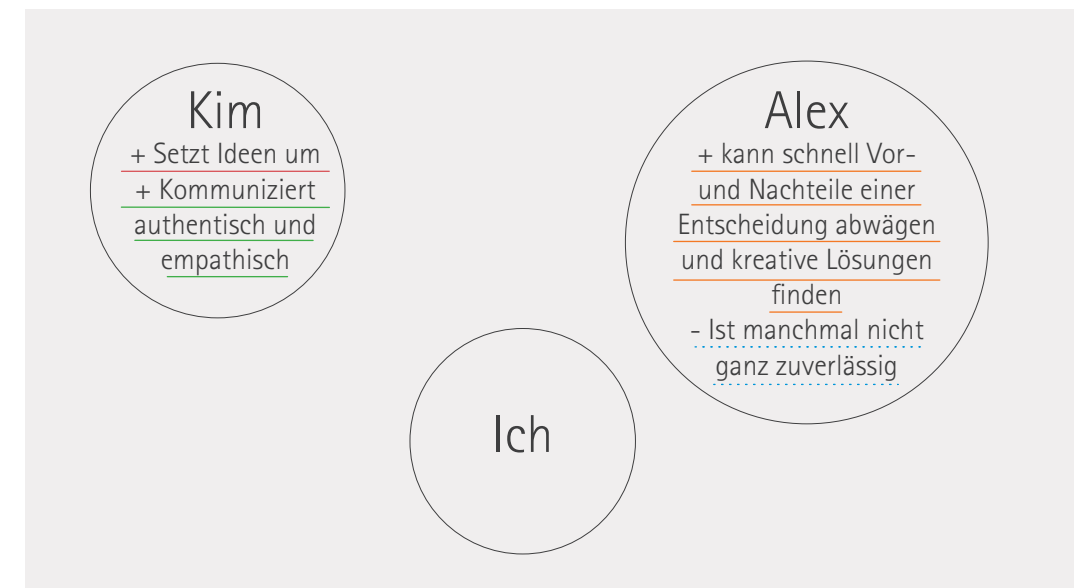 Kim
+ Setzt Ideen um
+ Kommuniziert
authentisch und
empathisch
Alex
+ kann schnell Vor-
und Nachteile einer
Entscheidung abwägen
und kreative Lösungen
finden
- Ist manchmal nicht
ganz zuverlässig
Ich